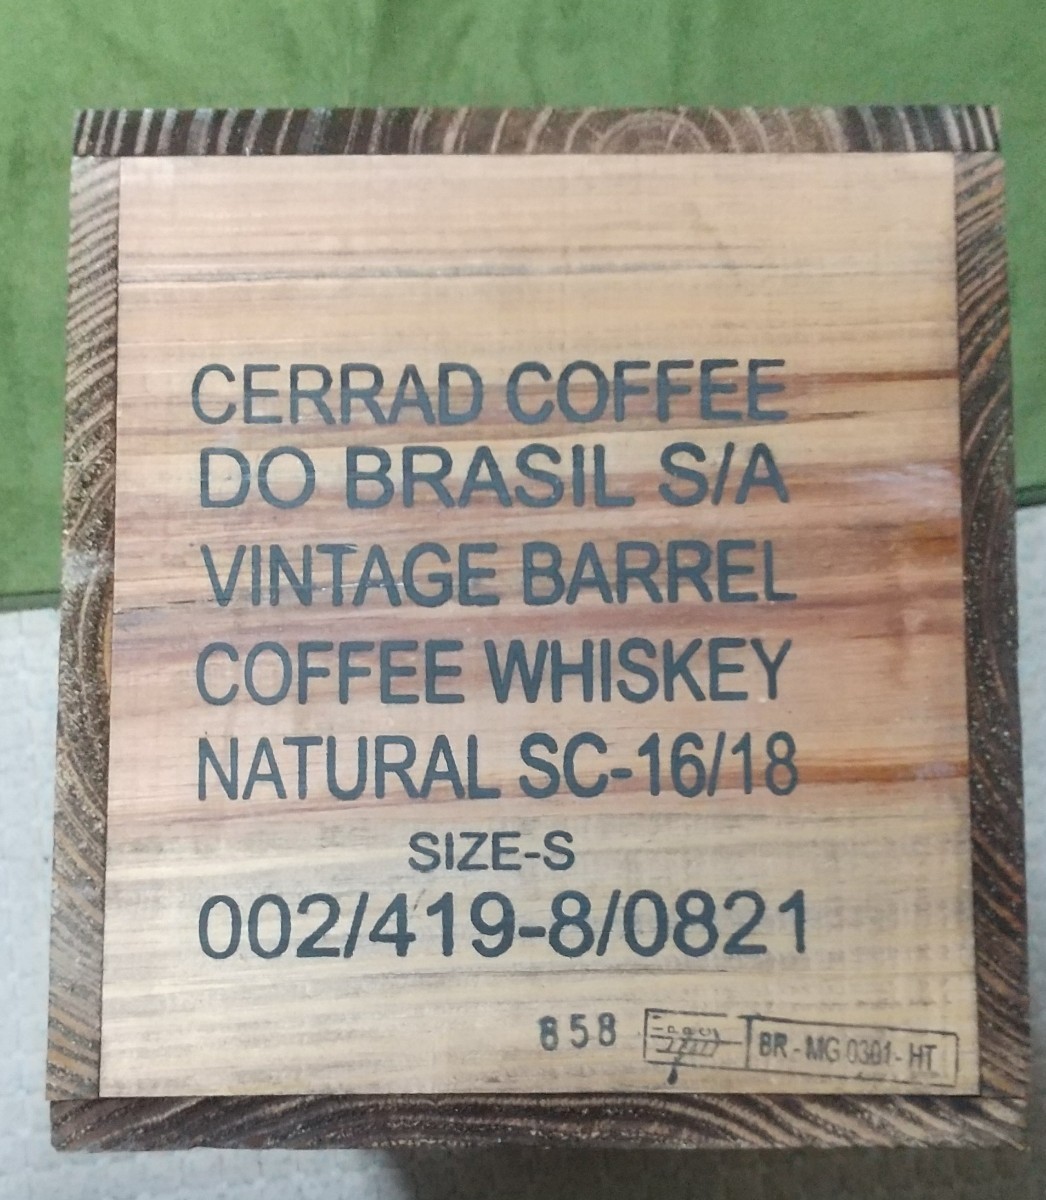 CERRAD COFFEE
DO BRASIL S/A
VINTAGE BARREL
COFFEE WHISKEY
NATURAL SC-16/18
SIZE-S
002/419-8/0821
858
BR - MG 0301 - HT